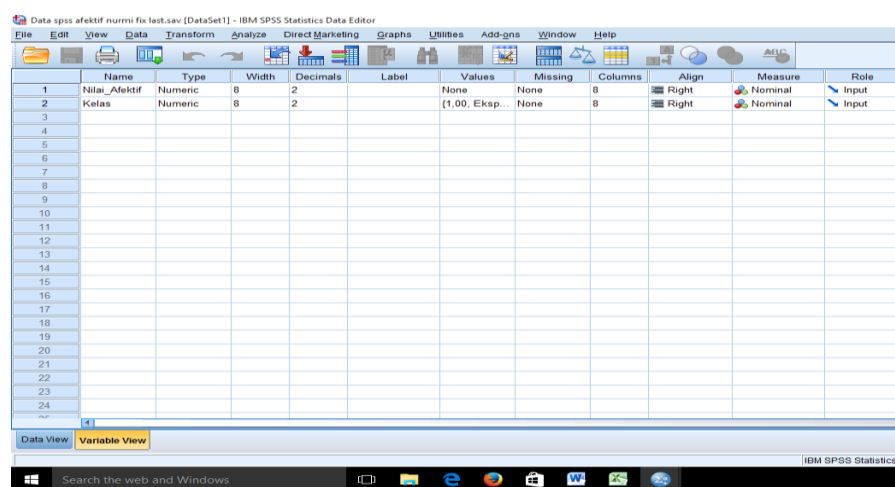 Data spss afektif nurmi fix last.sav [DataSet1] - IBM SPSS Statistics Data Editor
File Edit View Data Transform Analyze Direct Marketing Graphs Utilities Add-ons Window Help
Name Type Width Decimals Label Values Missing Columns Align Measure Role
1 Nilai_Afektif Numeric 8 2 None None 8 Right Nominal Input
2 Kelas Numeric 8 2 {1,00, Eksp... None 8 Right Nominal Input
3
4
5
6
7
8
9
10
11
12
13
14
15
16
17
18
19
20
21
22
23
24
Data View Variable View
IBM SPSS Statistics
Search the web and Windows